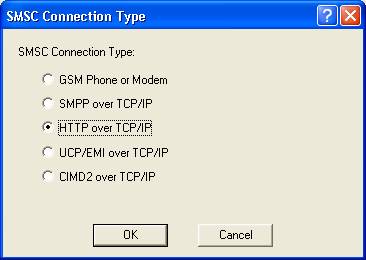 SMSC Connection Type
SMSC Connection Type:
GSM Phone or Modem
SMPP over TCP/IP
HTTP over TCP/IP
UCP/EMI over TCP/IP
CIMD2 over TCP/IP
OK Cancel